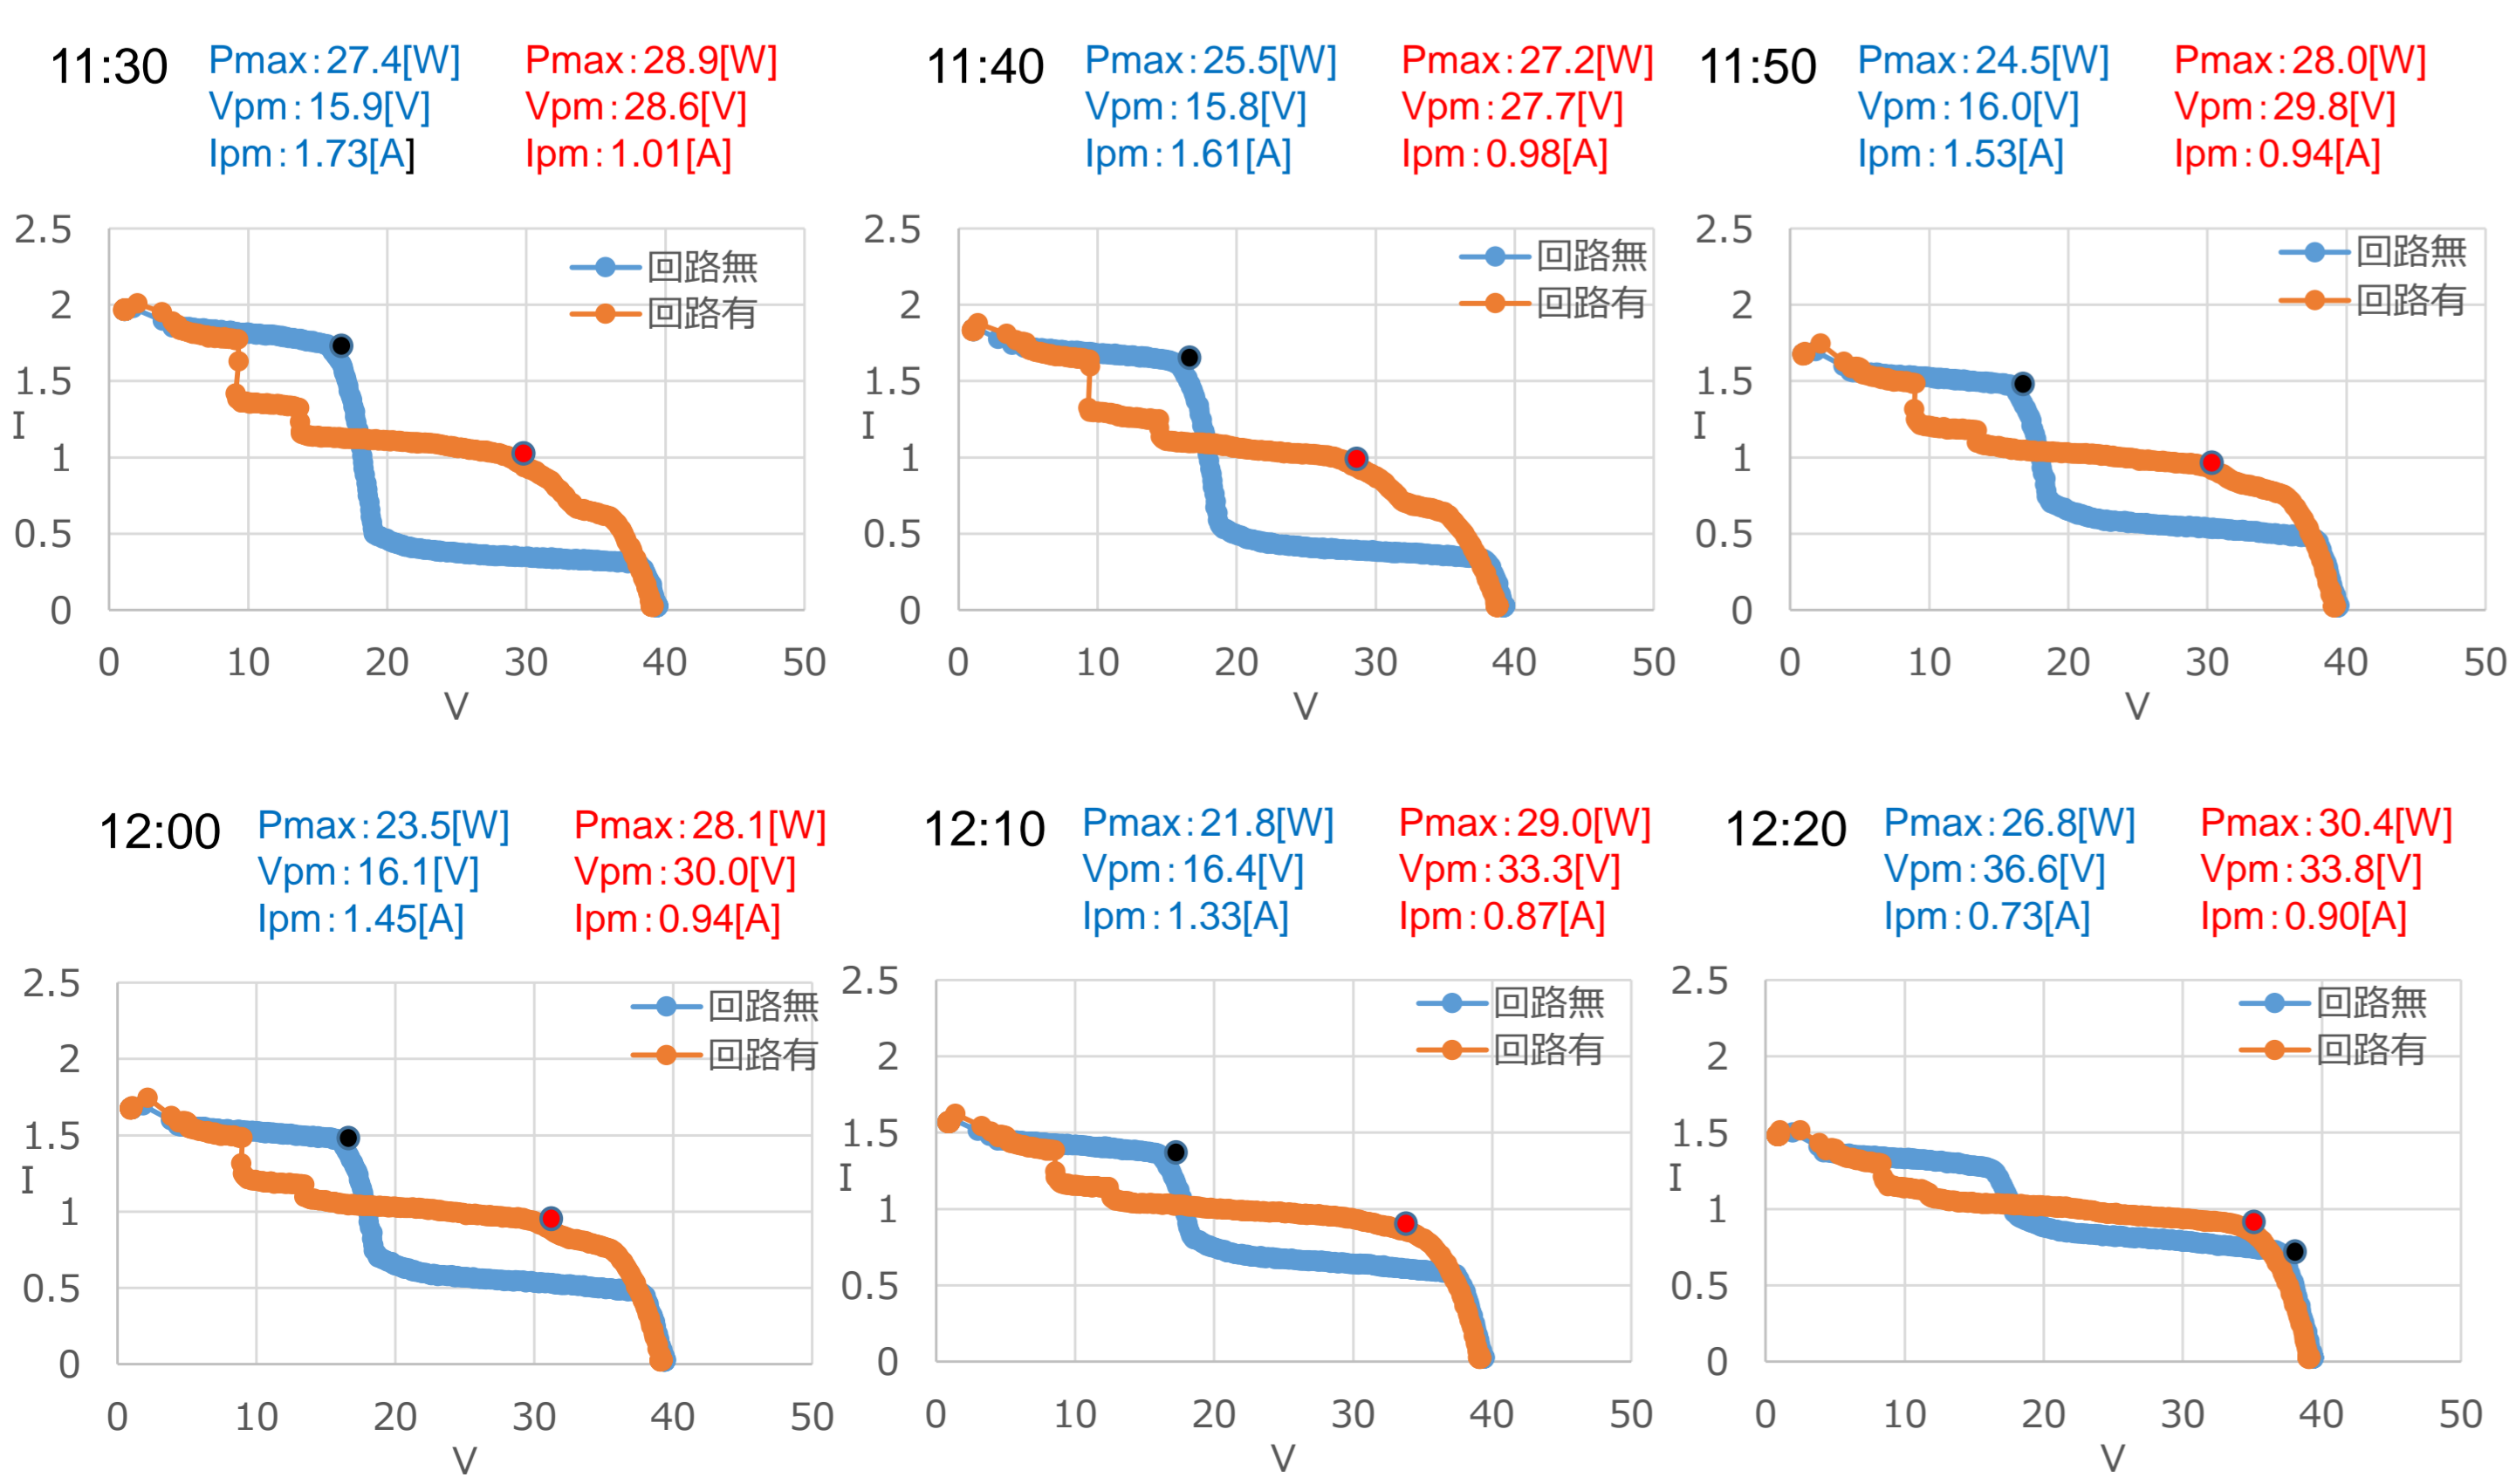 11:30
Pmax:27.4[W]
Vpm:15.9[V]
Ipm:1.73[A]
Pmax:28.9[W]
Vpm:28.6[V]
Ipm:1.01[A]
2.5
2
1.5
1
0.5
0
I
回路無
回路有
0 10 20 30 40 50
V
11:40
Pmax:25.5[W]
Vpm:15.8[V]
Ipm:1.61[A]
Pmax:27.2[W]
Vpm:27.7[V]
Ipm:0.98[A]
2.5
2
1.5
1
0.5
0
I
回路無
回路有
0 10 20 30 40 50
V
11:50
Pmax:24.5[W]
Vpm:16.0[V]
Ipm:1.53[A]
Pmax:28.0[W]
Vpm:29.8[V]
Ipm:0.94[A]
2.5
2
1.5
1
0.5
0
I
回路無
回路有
0 10 20 30 40 50
V
12:00
Pmax:23.5[W]
Vpm:16.1[V]
Ipm:1.45[A]
Pmax:28.1[W]
Vpm:30.0[V]
Ipm:0.94[A]
2.5
2
1.5
1
0.5
0
I
回路無
回路有
0 10 20 30 40 50
V
12:10
Pmax:21.8[W]
Vpm:16.4[V]
Ipm:1.33[A]
Pmax:29.0[W]
Vpm:33.3[V]
Ipm:0.87[A]
2.5
2
1.5
1
0.5
0
I
回路無
回路有
0 10 20 30 40 50
V
12:20
Pmax:26.8[W]
Vpm:36.6[V]
Ipm:0.73[A]
Pmax:30.4[W]
Vpm:33.8[V]
Ipm:0.90[A]
2.5
2
1.5
1
0.5
0
I
回路無
回路有
0 10 20 30 40 50
V